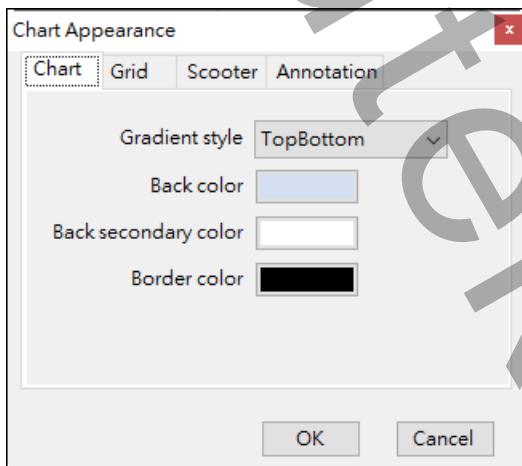 Chart Appearance x
Chart Grid Scooter Annotation
Gradient style TopBottom
Back color
Back secondary color
Border color
OK Cancel